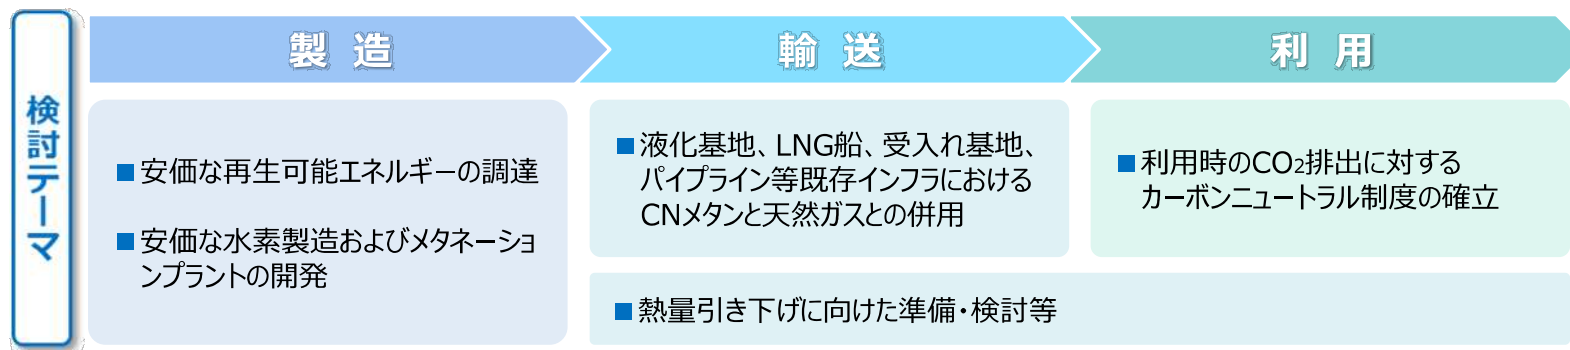 検討テーマ
製 造
輸 送
利 用
■安価な再生可能エネルギーの調達
■安価な水素製造およびメタネーショ
ンプラントの開発
■液化基地、LNG船、受入れ基地、
パイプライン等既存インフラにおける
CNメタンと天然ガスとの併用
■利用時のCO2排出に対する
カーボンニュートラル制度の確立
■熱量引き下げに向けた準備・検討等